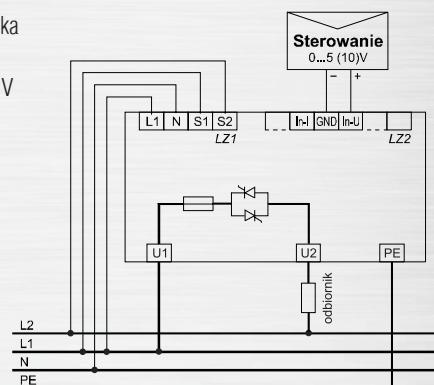 ka
V
Sterowanie
0...5 (10)V
− +
L1 N S1 S2 In-I GND In-U
LZ1 LZ2
U1 U2 PE
odbiornik
L2
L1
N
PE